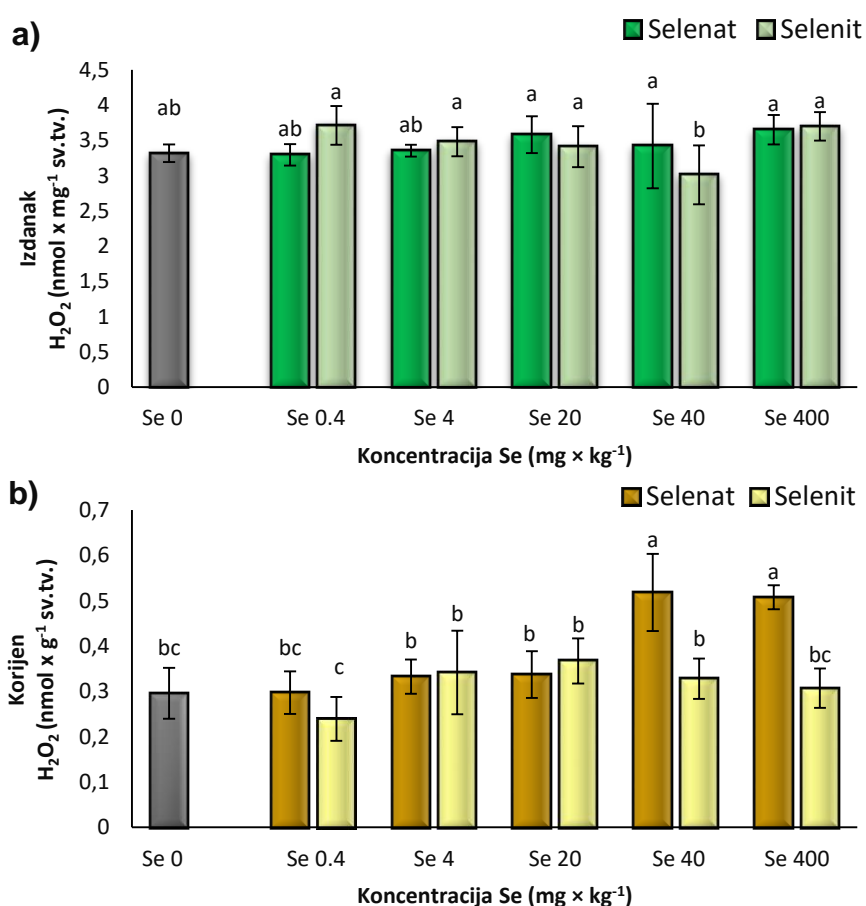 a)
Selenat Selenit
4,5
4
3,5
3
2,5
2
1,5
1
0,5
0
Izdanak
H₂O₂ (nmol x mg⁻¹ sv.tv.)
ab ab a ab a a a a b a a
Se 0 Se 0.4 Se 4 Se 20 Se 40 Se 400
Koncentracija Se (mg × kg⁻¹)
b)
Selenat Selenit
0,7
0,6
0,5
0,4
0,3
0,2
0,1
0
Korijen
H₂O₂ (nmol x g⁻¹ sv.tv.)
bc bc c b b b b a b a bc
Se 0 Se 0.4 Se 4 Se 20 Se 40 Se 400
Koncentracija Se (mg × kg⁻¹)